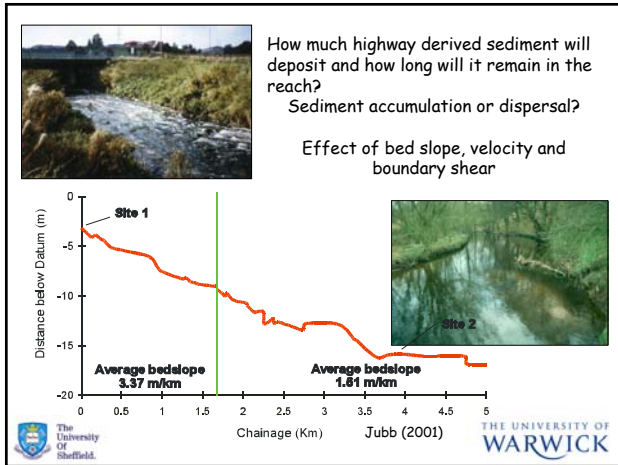 How much highway derived sediment will
deposit and how long will it remain in the
reach?
Sediment accumulation or dispersal?
Effect of bed slope, velocity and
boundary shear
Distance below Datum (m)
0
-5
-10
-15
-20
Site 1
Site 2
Average bedslope
3.37 m/km
Average bedslope
1.61 m/km
0 0.5 1 1.5 2 2.5 3 3.5 4 4.5 5
Chainage (Km)
Jubb (2001)
The
University
Of
Sheffield.
THE UNIVERSITY OF
WARWICK